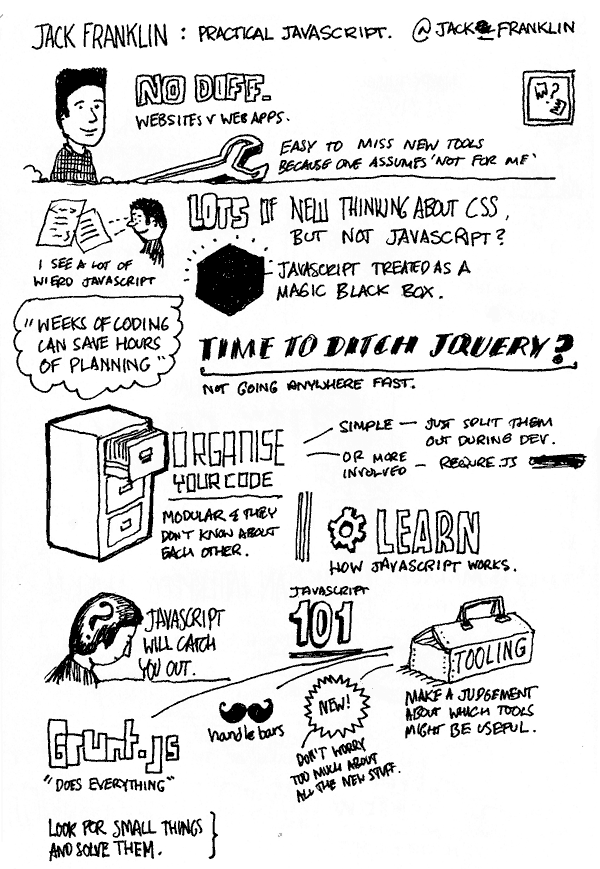 JACK FRANKLIN : PRACTICAL JAVASCRIPT. @JACK_FRANKLIN
NO DIFF.
WEBSITES V WEB APPS.
W?
EASY TO MISS NEW TOOLS
BECAUSE ONE ASSUMES 'NOT FOR ME'
LOTS OF NEW THINKING ABOUT CSS,
BUT NOT JAVASCRIPT?
I SEE A LOT OF
WIERD JAVASCRIPT
JAVASCRIPT TREATED AS A
MAGIC BLACK BOX.
"WEEKS OF CODING
CAN SAVE HOURS
OF PLANNING"
TIME TO DITCH JQUERY?
NOT GOING ANYWHERE FAST.
ORGANISE
YOUR CODE
SIMPLE — JUST SPLIT THEM
OUT DURING DEV.
OR MORE
INVOLVED — REQUIRE.JS
MODULAR & THEY
DON'T KNOW ABOUT
EACH OTHER.
LEARN
HOW JAVASCRIPT WORKS.
JAVASCRIPT
101
JAVASCRIPT
WILL CATCH
YOU OUT.
TOOLING
MAKE A JUDGEMENT
ABOUT WHICH TOOLS
MIGHT BE USEFUL.
Grunt.js
"DOES EVERYTHING"
handlebars
NEW!
DON'T WORRY
TOO MUCH ABOUT
ALL THE NEW STUFF.
LOOK FOR SMALL THINGS
AND SOLVE THEM.